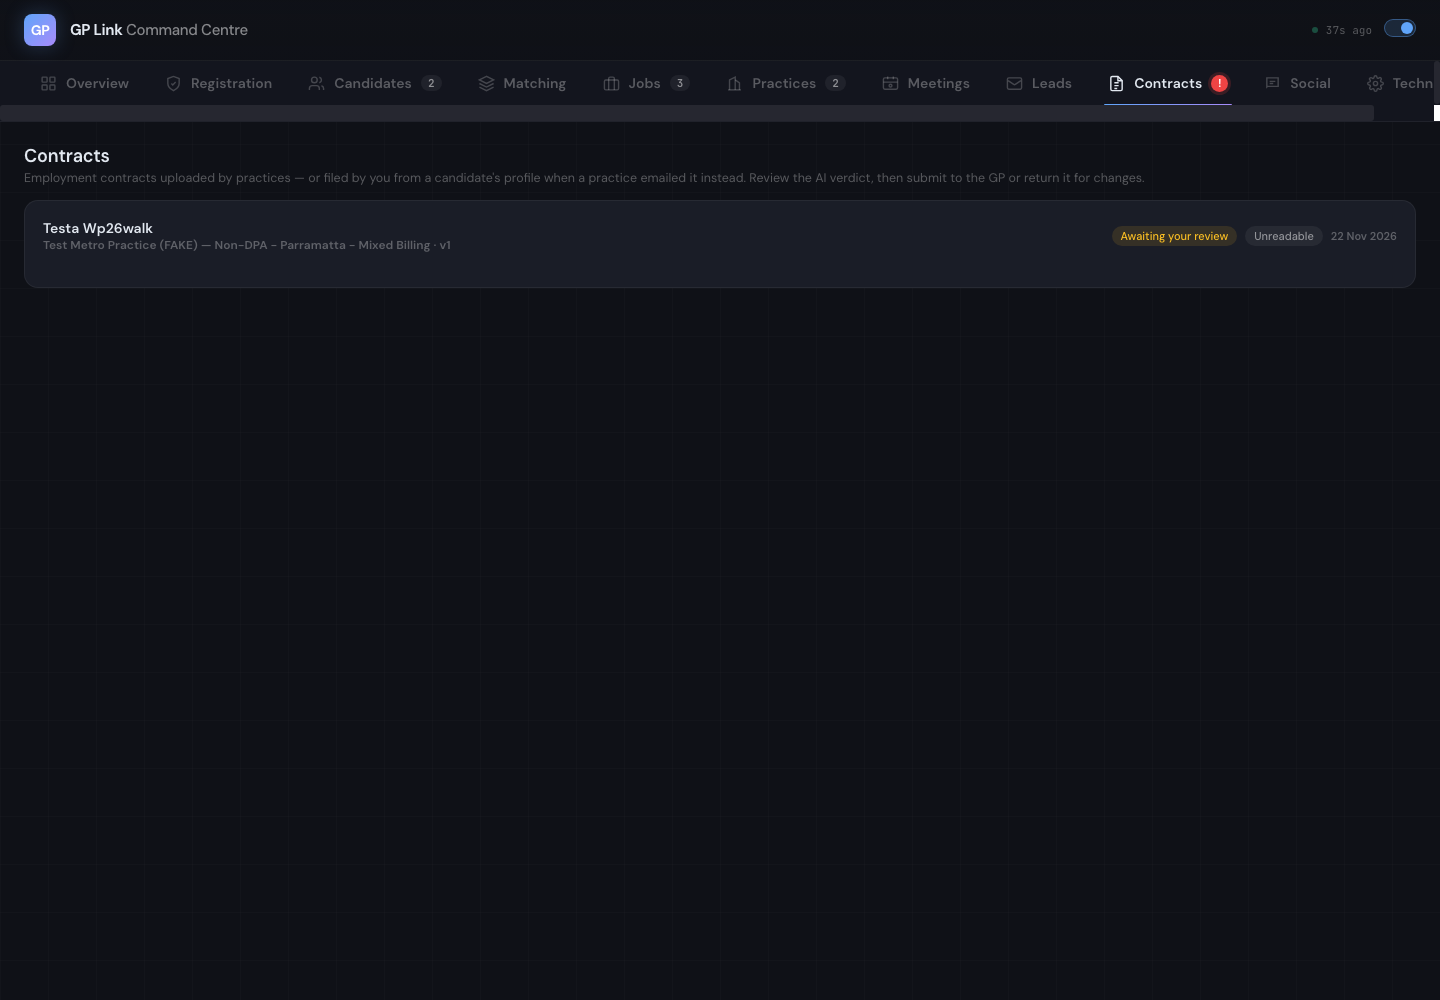 GP GP Link Command Centre 37s ago
Overview Registration Candidates 2 Matching Jobs 3 Practices 2 Meetings Leads Contracts ! Social Techn
Contracts
Employment contracts uploaded by practices — or filed by you from a candidate's profile when a practice emailed it instead. Review the AI verdict, then submit to the GP or return it for changes.
Testa Wp26walk
Test Metro Practice (FAKE) — Non-DPA - Parramatta - Mixed Billing · v1
Awaiting your review Unreadable 22 Nov 2026